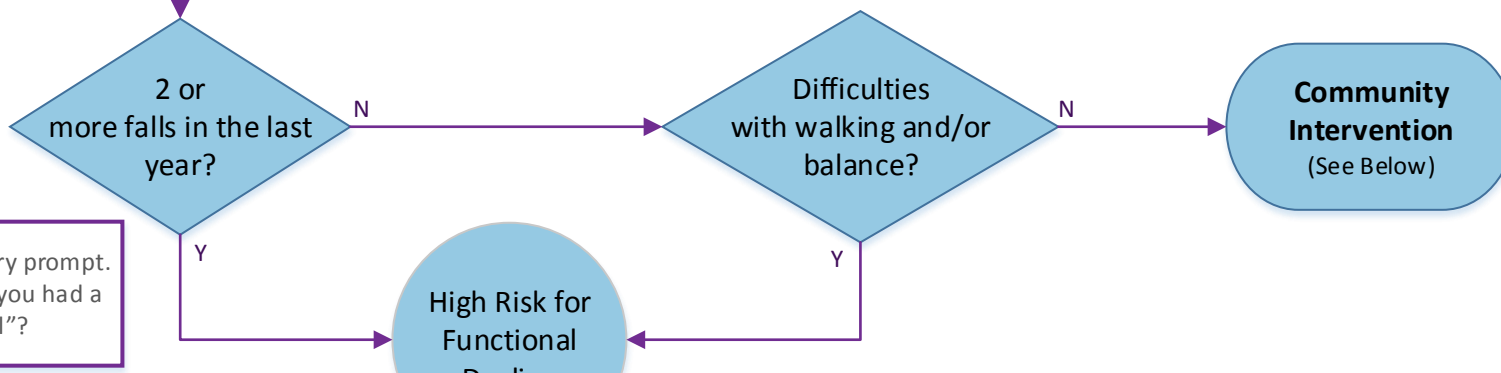 2 or
more falls in the last
year?
N
Difficulties
with walking and/or
balance?
N
Community
Intervention
(See Below)
Y
Y
prompt.
you had a
High Risk for
Functional